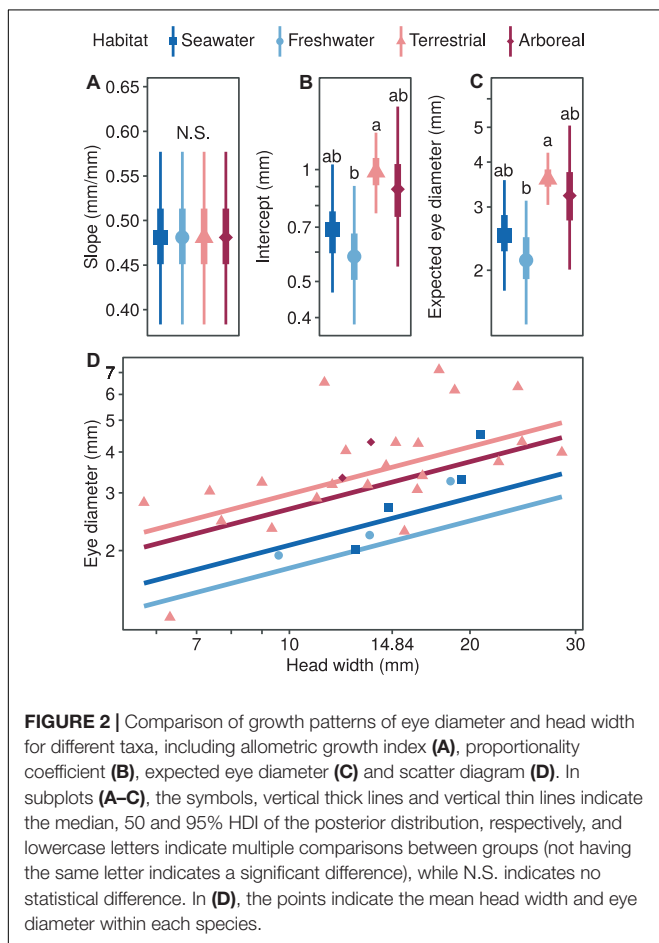 Habitat Seawater Freshwater Terrestrial Arboreal
A B C
0.65
0.60
0.55
0.50
0.45
0.40
Slope (mm/mm)
N.S.
1
0.7
0.5
0.4
Intercept (mm)
ab b a ab
5
4
3
2
Expected eye diameter (mm)
ab b a ab
D
7
6
5
4
3
2
Eye diameter (mm)
7 10 14.84 20 30
Head width (mm)
FIGURE 2 | Comparison of growth patterns of eye diameter and head width
for different taxa, including allometric growth index (A), proportionality
coefficient (B), expected eye diameter (C) and scatter diagram (D). In
subplots (A–C), the symbols, vertical thick lines and vertical thin lines indicate
the median, 50 and 95% HDI of the posterior distribution, respectively, and
lowercase letters indicate multiple comparisons between groups (not having
the same letter indicates a significant difference), while N.S. indicates no
statistical difference. In (D), the points indicate the mean head width and eye
diameter within each species.